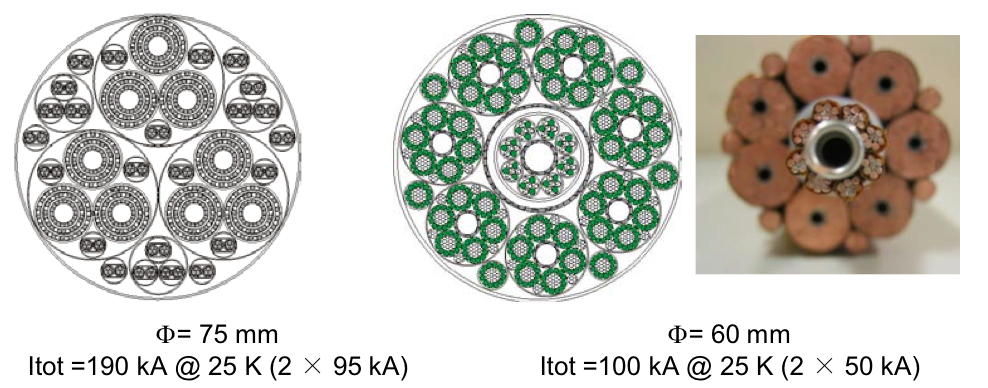 Φ= 75 mm
Itot =190 kA @ 25 K (2 × 95 kA)
Φ= 60 mm
Itot =100 kA @ 25 K (2 × 50 kA)